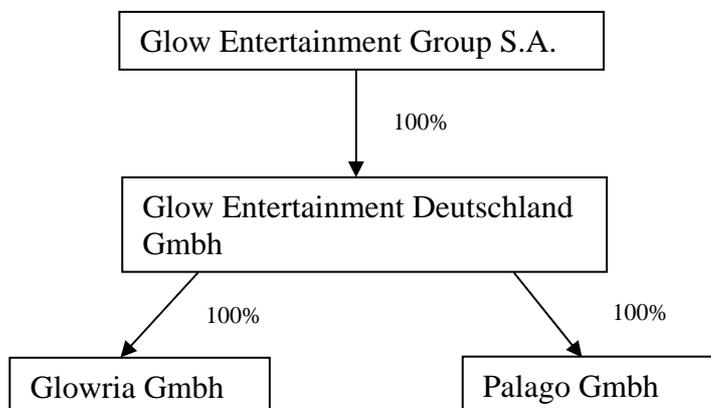 Glow Entertainment Group S.A.
100%
Glow Entertainment Deutschland
Gmbh
100%
100%
Glowria Gmbh
Palago Gmbh